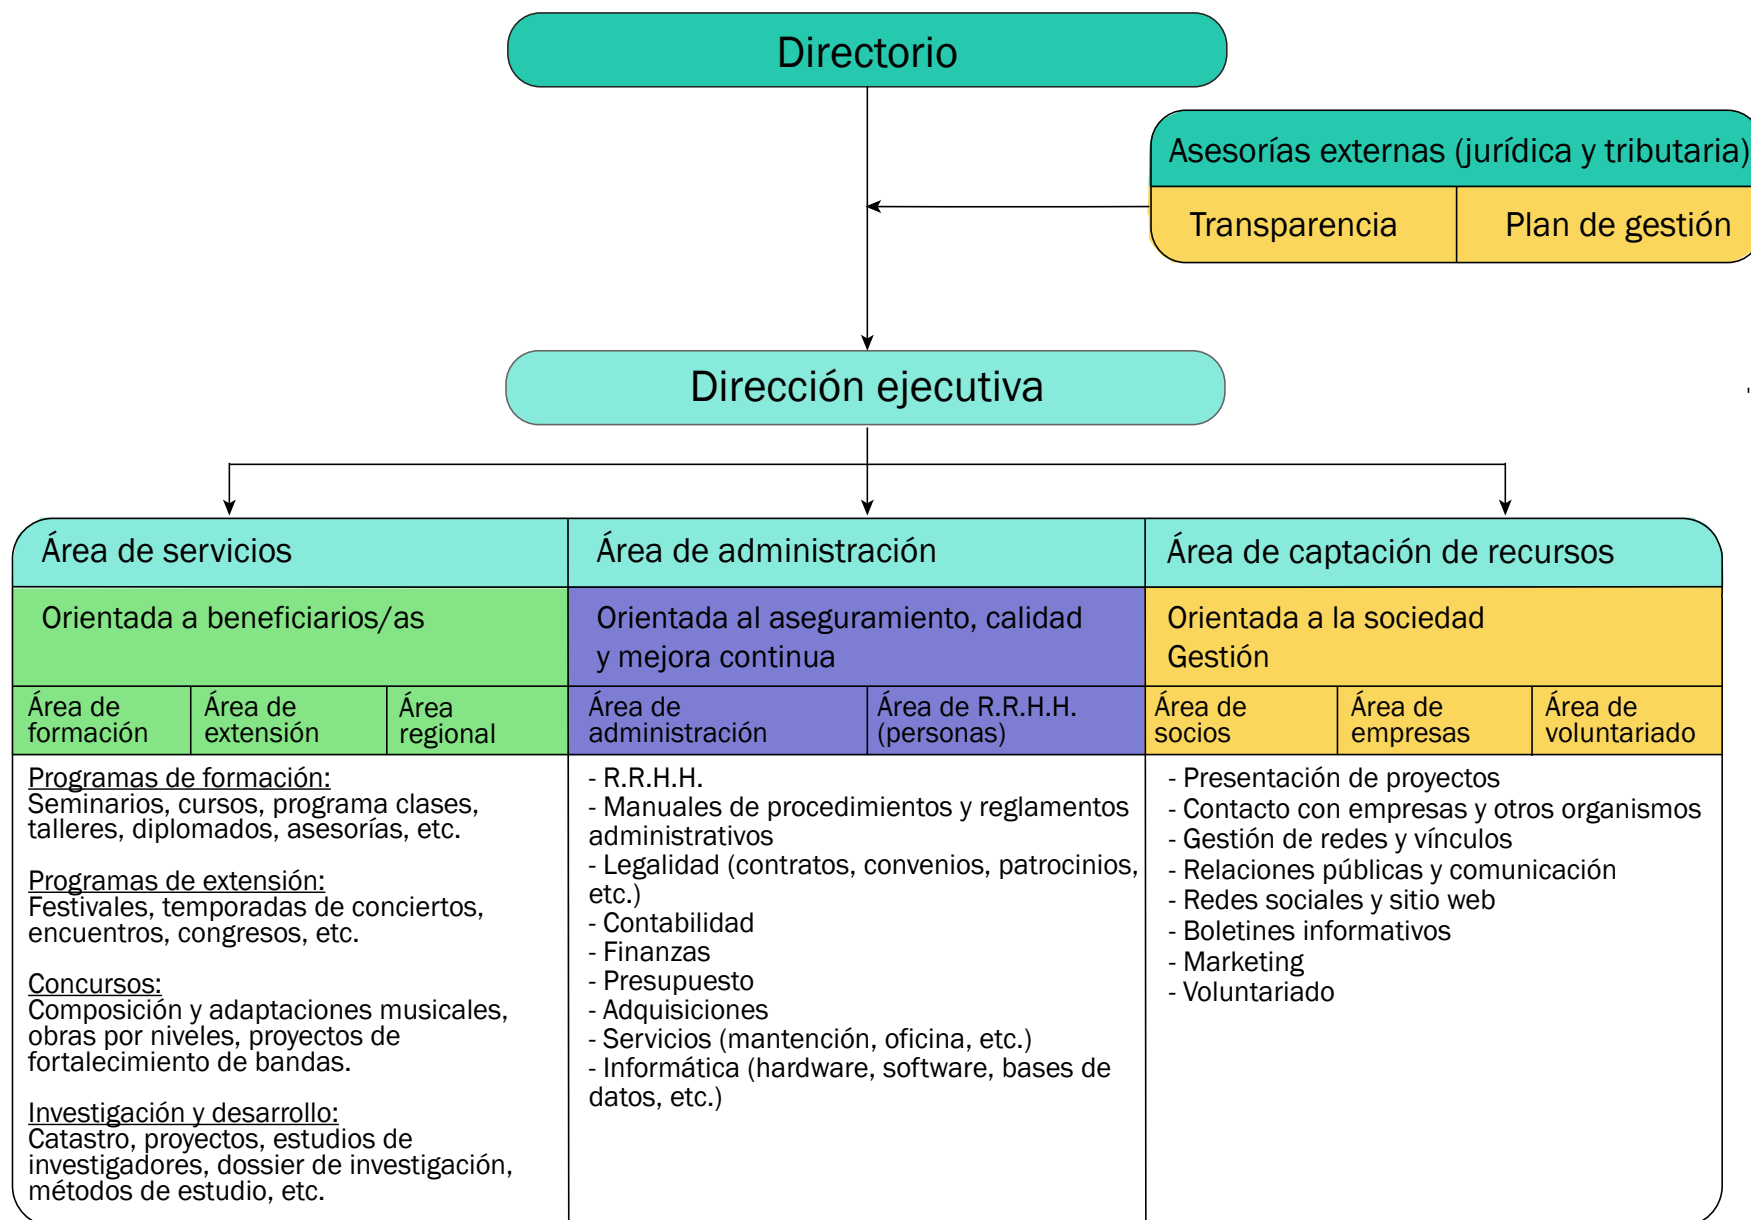 Directorio
Asesorías externas (jurídica y tributaria)
Transparencia
Plan de gestión
Dirección ejecutiva
Área de servicios
Orientada a beneficiarios/as
Área de
formación
Área de
extensión
Área
regional
Programas de formación:
Seminarios, cursos, programa clases,
talleres, diplomados, asesorías, etc.
Programas de extensión:
Festivales, temporadas de conciertos,
encuentros, congresos, etc.
Concursos:
Composición y adaptaciones musicales,
obras por niveles, proyectos de
fortalecimiento de bandas.
Investigación y desarrollo:
Catastro, proyectos, estudios de
investigadores, dossier de investigación,
métodos de estudio, etc.
Área de administración
Orientada al aseguramiento, calidad
y mejora continua
Área de
administración
Área de R.R.H.H.
(personas)
- R.R.H.H.
- Manuales de procedimientos y reglamentos
administrativos
- Legalidad (contratos, convenios, patrocinios,
etc.)
- Contabilidad
- Finanzas
- Presupuesto
- Adquisiciones
- Servicios (mantención, oficina, etc.)
- Informática (hardware, software, bases de
datos, etc.)
Área de captación de recursos
Orientada a la sociedad
Gestión
Área de
socios
Área de
empresas
Área de
voluntariado
- Presentación de proyectos
- Contacto con empresas y otros organismos
- Gestión de redes y vínculos
- Relaciones públicas y comunicación
- Redes sociales y sitio web
- Boletines informativos
- Marketing
- Voluntariado